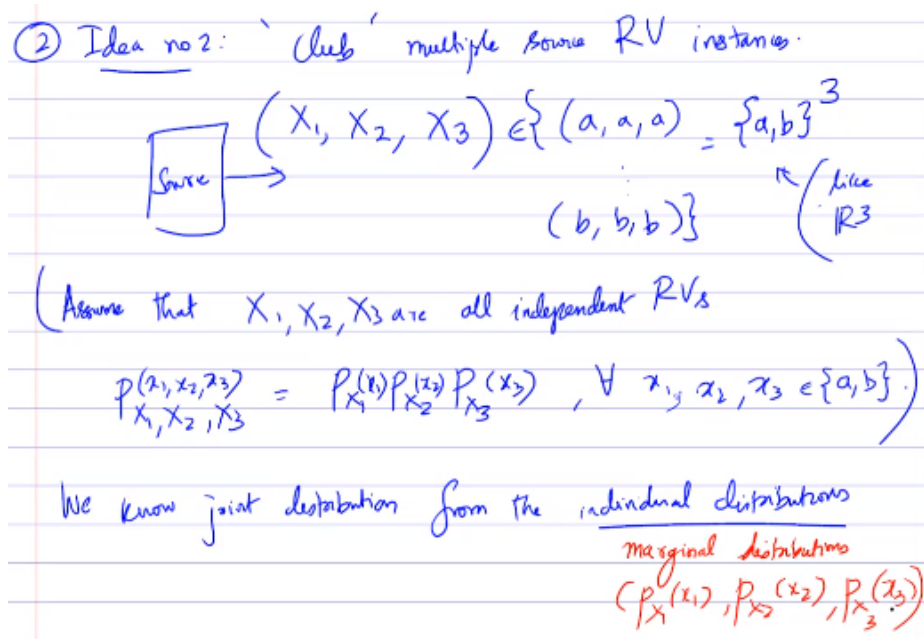 ② Idea no 2: 'Club' multiple source RV instances.
Source → (X₁, X₂, X₃) ∈ { (a, a, a) = {a,b}³
⋮
(b, b, b)}
(like
ℝ3
(Assume that X₁, X₂, X₃ are all independent RVs
P_{X₁,X₂,X₃}(x₁,x₂,x₃) = P_{X₁}(x₁) P_{X₂}(x₂) P_{X₃}(x₃) , ∀ x₁, x₂, x₃ ∈ {a,b}.)
We know joint distribution from the individual distributions
marginal distributions
(P_{X₁}(x₁), P_{X₂}(x₂), P_{X₃}(x₃))